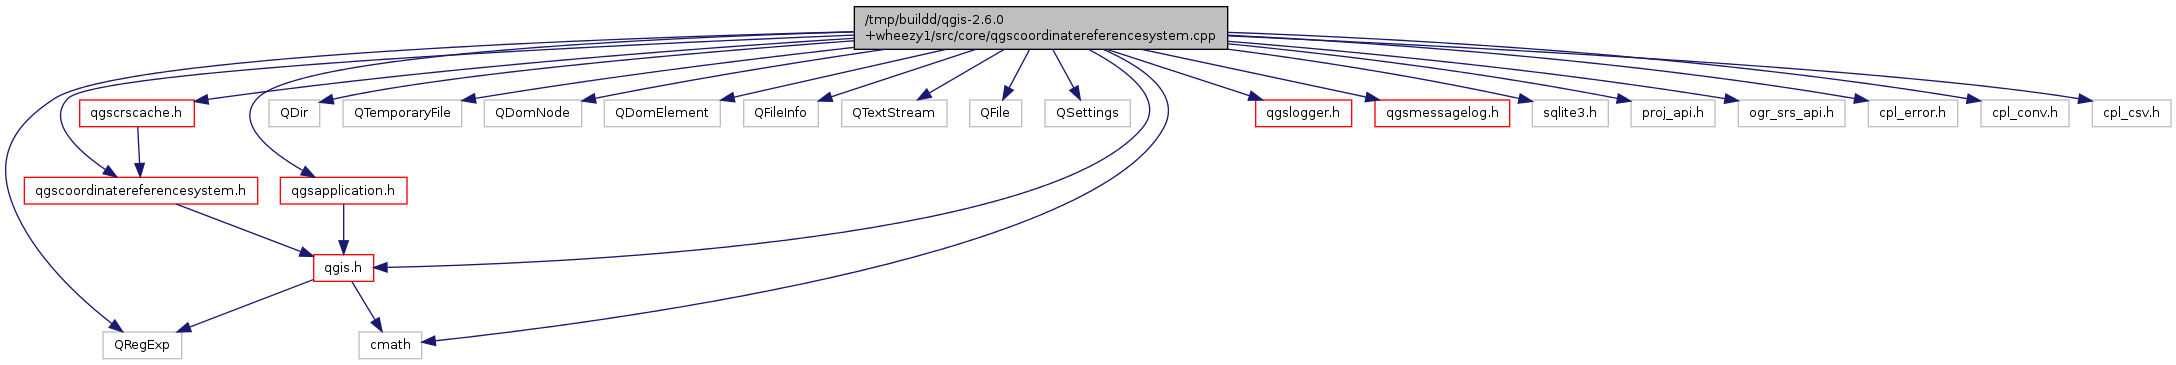 /tmp/buildd/qgis-2.6.0
+wheezy1/src/core/qgscoordinatereferencesystem.cpp
qgscrscache.h
QDir
QTemporaryFile
QDomNode
QDomElement
QFileInfo
QTextStream
QFile
QSettings
qgslogger.h
qgsmessagelog.h
sqlite3.h
proj_api.h
ogr_srs_api.h
cpl_error.h
cpl_conv.h
cpl_csv.h
qgscoordinatereferencesystem.h
qgsapplication.h
qgis.h
QRegExp
cmath